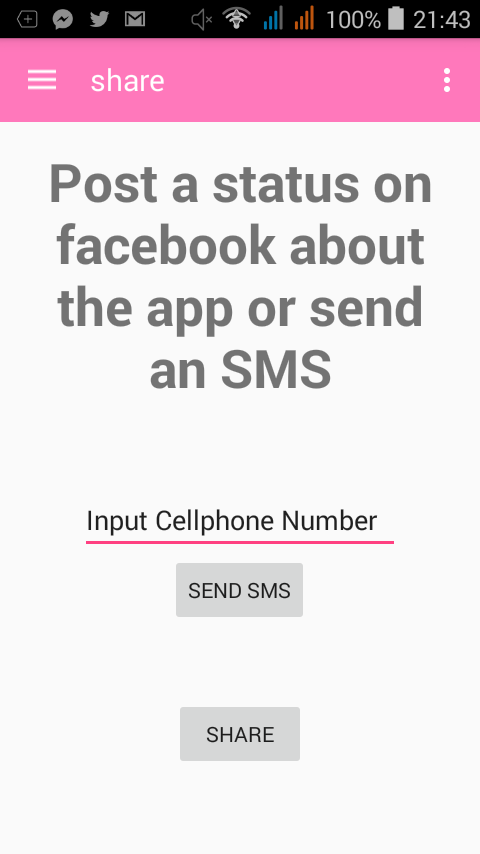 100% 21:43
share
Post a status on
facebook about
the app or send
an SMS
Input Cellphone Number
SEND SMS
SHARE